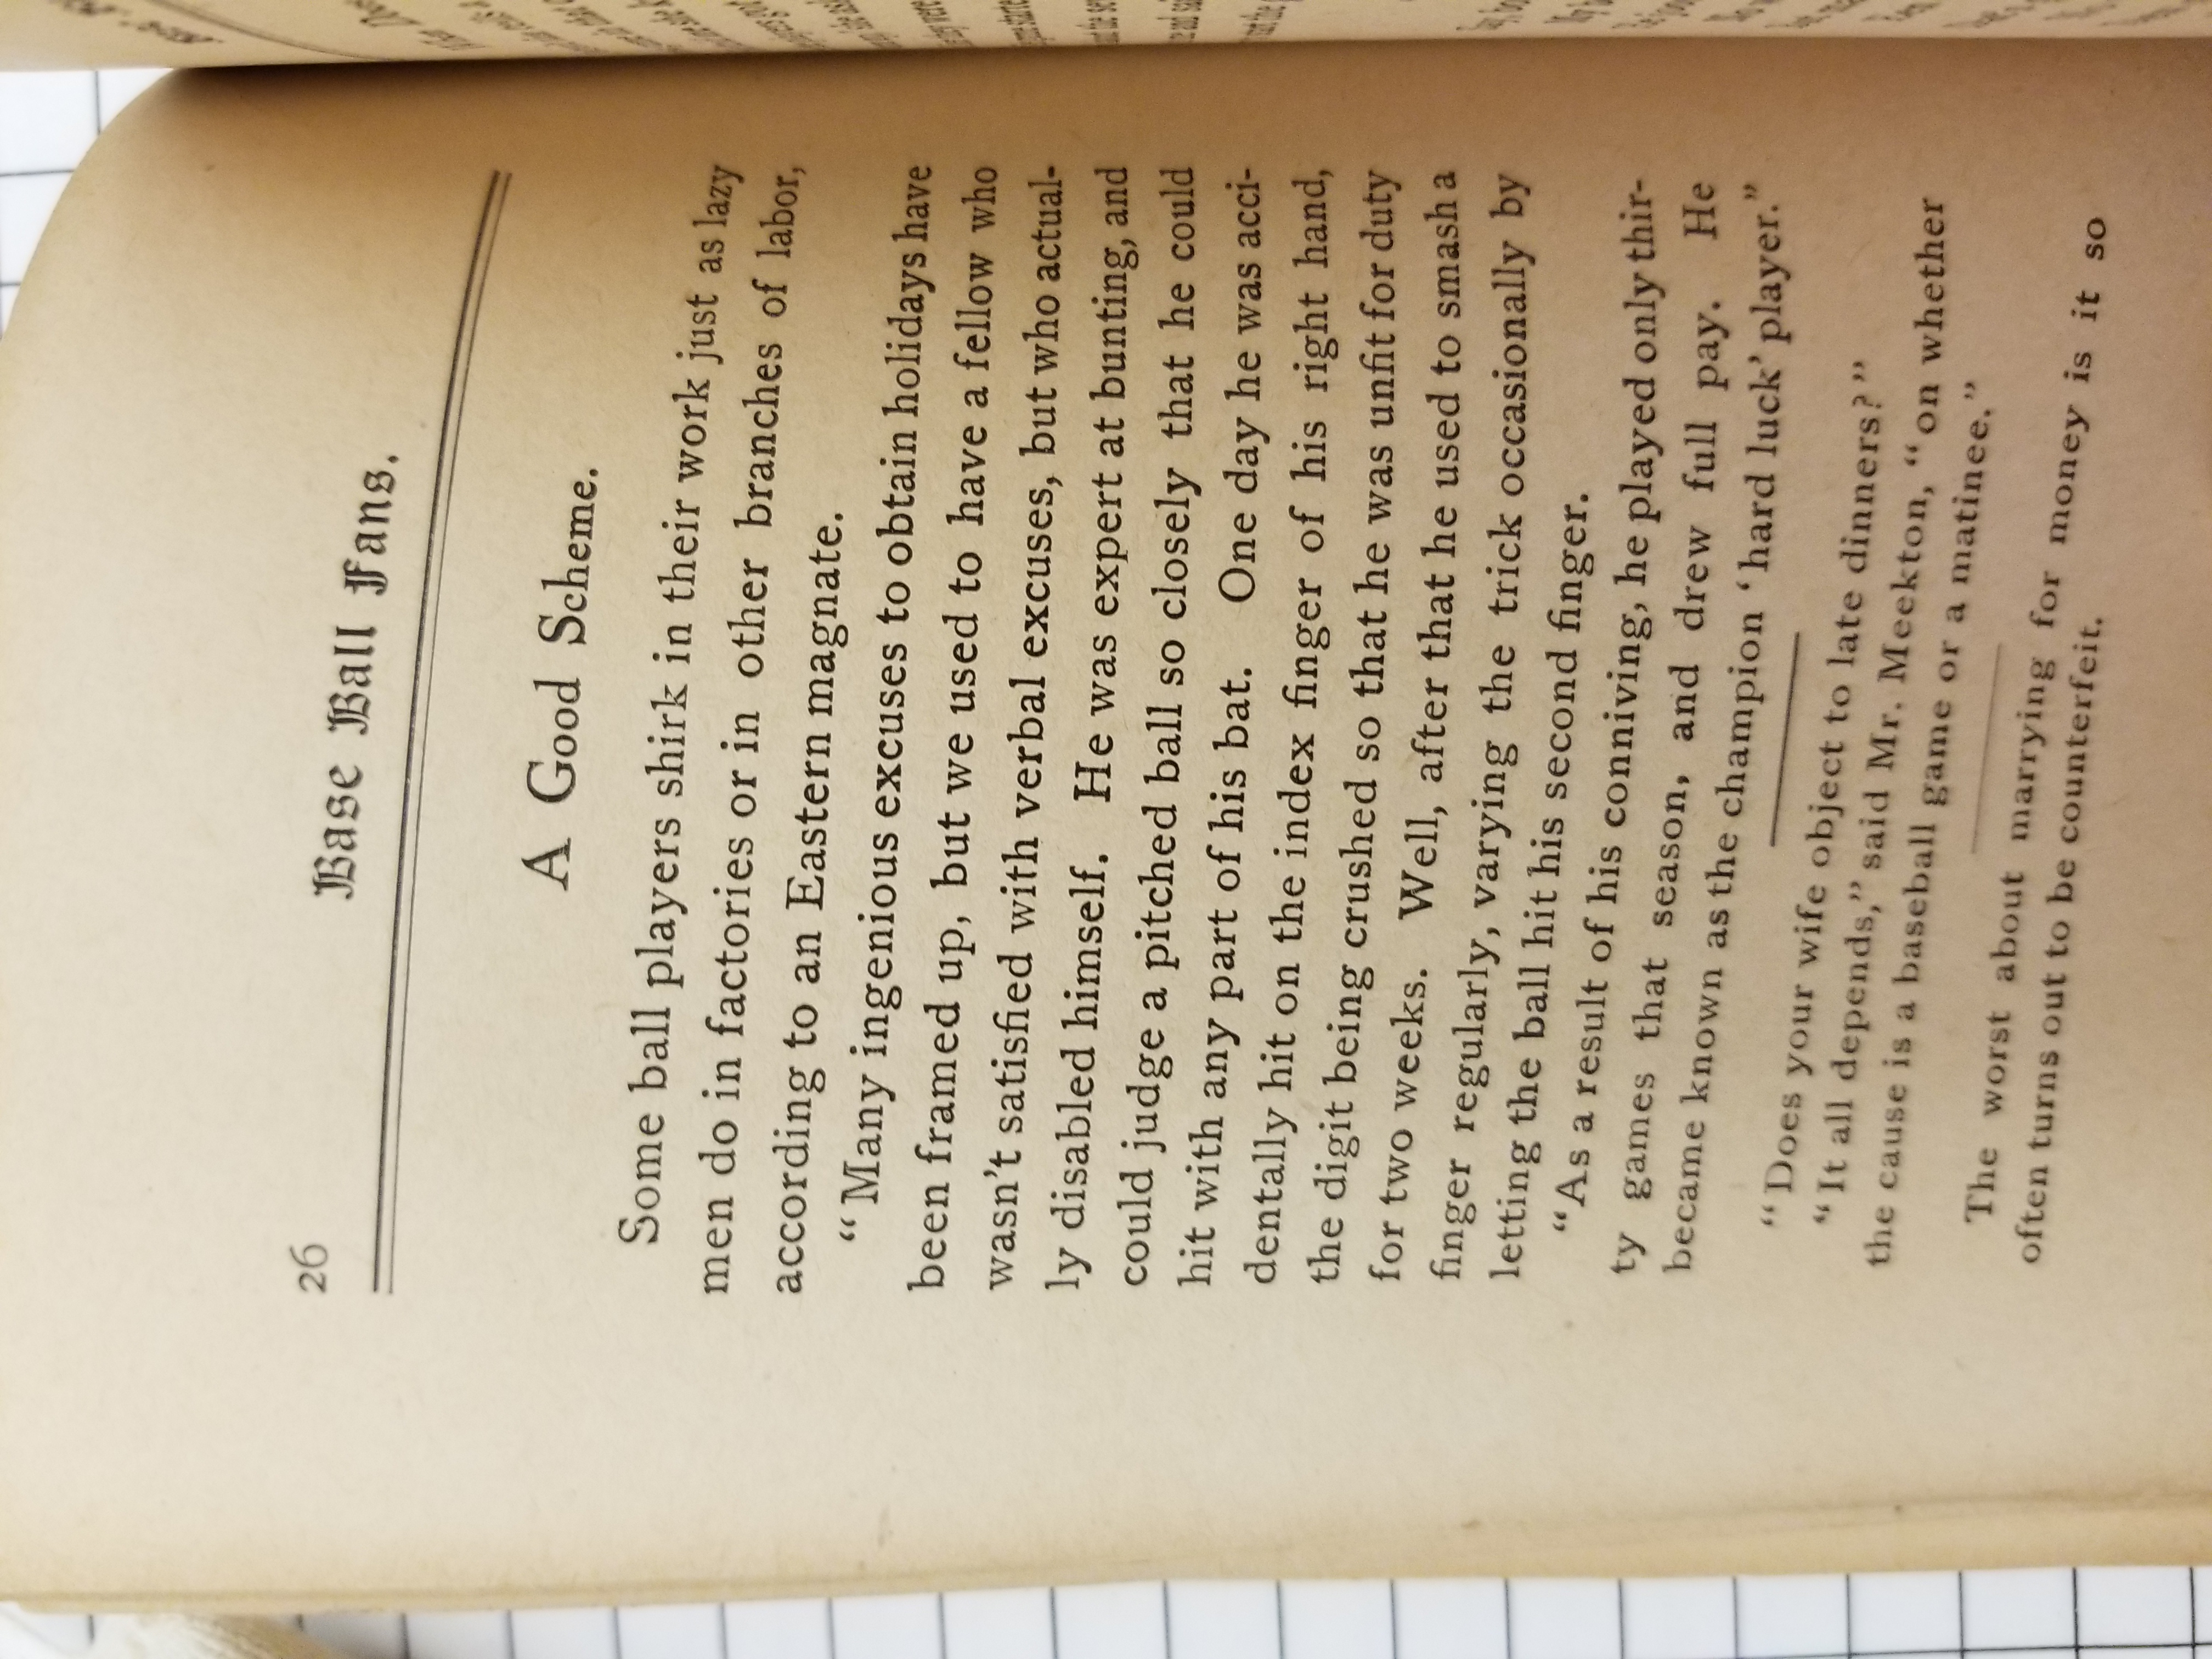 26
Base Ball Fans.
A Good Scheme.
Some ball players shirk in their work just as lazy
men do in factories or in other branches of labor,
according to an Eastern magnate.
“Many ingenious excuses to obtain holidays have
been framed up, but we used to have a fellow who
wasn’t satisfied with verbal excuses, but who actual-
ly disabled himself. He was expert at bunting, and
could judge a pitched ball so closely that he could
hit with any part of his bat. One day he was acci-
dentally hit on the index finger of his right hand,
the digit being crushed so that he was unfit for duty
for two weeks. Well, after that he used to smash a
finger regularly, varying the trick occasionally by
letting the ball hit his second finger.
“As a result of his conniving, he played only thir-
ty games that season, and drew full pay. He
became known as the champion ‘hard luck’ player.”
“Does your wife object to late dinners?”
“It all depends,” said Mr. Meekton, “on whether
the cause is a baseball game or a matinee.”
The worst about marrying for money is it so
often turns out to be counterfeit.